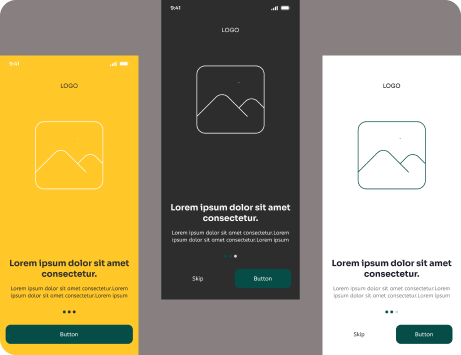 9:41
LOGO
Lorem ipsum dolor sit amet
consectetur.
Lorem ipsum dolor sit amet consectetur.Lorem ipsum
dolor sit amet consectetur.Lorem ipsum
Button
9:41
LOGO
Lorem ipsum dolor sit amet
consectetur.
Lorem ipsum dolor sit amet consectetur.Lorem
ipsum dolor sit amet consectetur.Lorem ipsum
Skip
Button
LOGO
Lorem ipsum dolor sit amet
consectetur.
Lorem ipsum dolor sit amet consectetur.Lorem
ipsum dolor sit amet consectetur.Lorem ipsum
Skip
Button